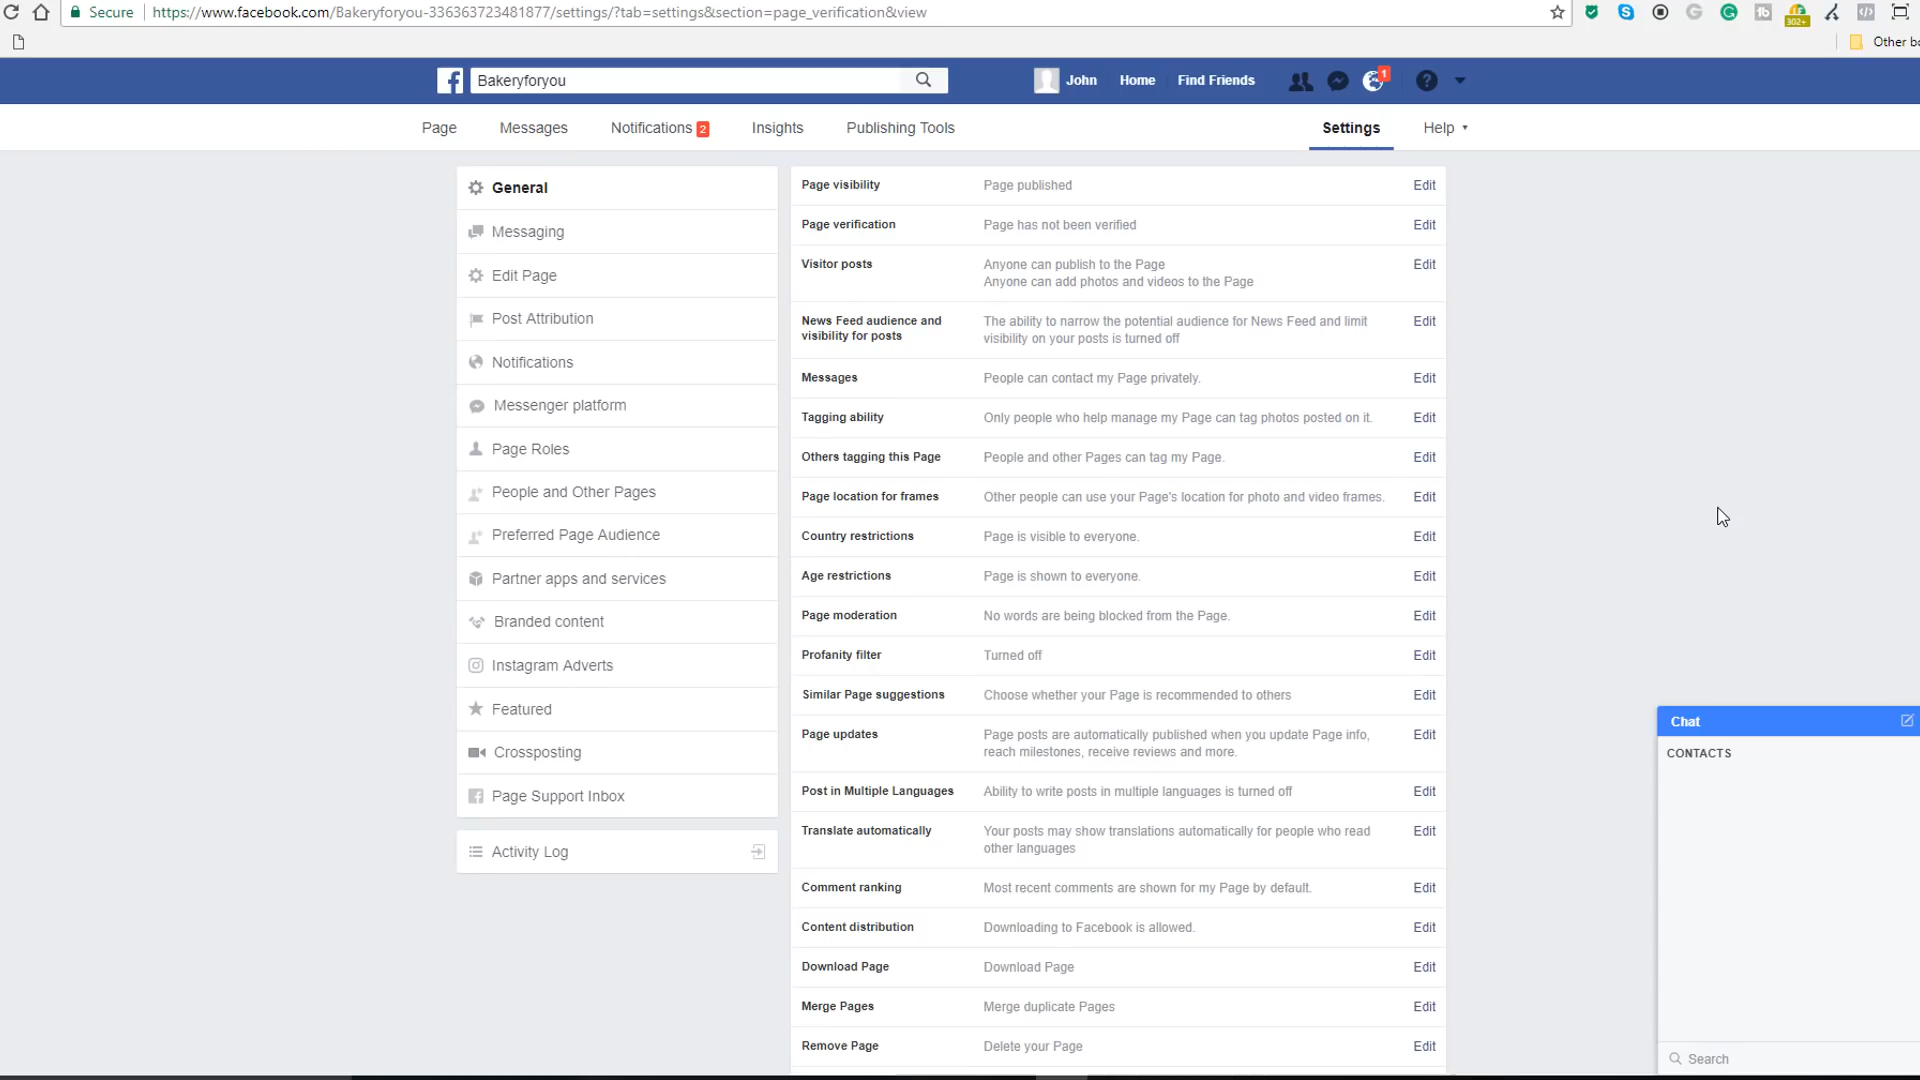 Secure https://www.facebook.com/Bakeryforyou-336363723481877/settings/?tab=settings&section=page_verification&view
302+
Other bo
Bakeryforyou
John Home Find Friends 1
Page Messages Notifications 2 Insights Publishing Tools Settings Help
General
Messaging
Edit Page
Post Attribution
Notifications
Messenger platform
Page Roles
People and Other Pages
Preferred Page Audience
Partner apps and services
Branded content
Instagram Adverts
Featured
Crossposting
Page Support Inbox
Activity Log
Page visibility Page published Edit
Page verification Page has not been verified Edit
Visitor posts Anyone can publish to the Page Edit
Anyone can add photos and videos to the Page
News Feed audience and The ability to narrow the potential audience for News Feed and limit Edit
visibility for posts visibility on your posts is turned off
Messages People can contact my Page privately. Edit
Tagging ability Only people who help manage my Page can tag photos posted on it. Edit
Others tagging this Page People and other Pages can tag my Page. Edit
Page location for frames Other people can use your Page's location for photo and video frames. Edit
Country restrictions Page is visible to everyone. Edit
Age restrictions Page is shown to everyone. Edit
Page moderation No words are being blocked from the Page. Edit
Profanity filter Turned off Edit
Similar Page suggestions Choose whether your Page is recommended to others Edit
Page updates Page posts are automatically published when you update Page info, Edit
reach milestones, receive reviews and more.
Post in Multiple Languages Ability to write posts in multiple languages is turned off Edit
Translate automatically Your posts may show translations automatically for people who read Edit
other languages
Comment ranking Most recent comments are shown for my Page by default. Edit
Content distribution Downloading to Facebook is allowed. Edit
Download Page Download Page Edit
Merge Pages Merge duplicate Pages Edit
Remove Page Delete your Page Edit
Chat
CONTACTS
Search